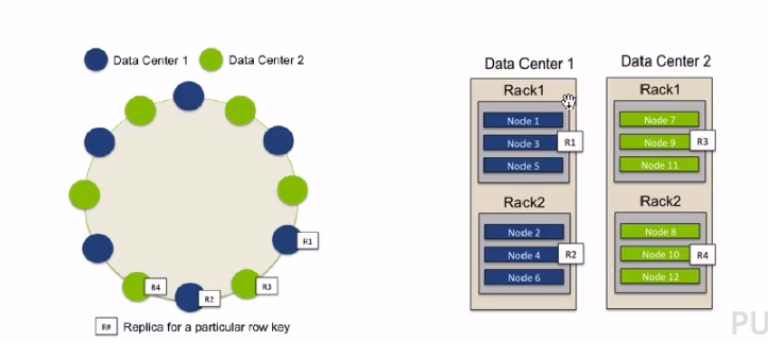 Data Center 1
Data Center 2
R1
R3
R2
R4
R# Replica for a particular row key
Data Center 1
Rack1
Node 1
Node 3
R1
Node 5
Rack2
Node 2
Node 4
R2
Node 6
Data Center 2
Rack1
Node 7
Node 9
R3
Node 11
Rack2
Node 8
Node 10
R4
Node 12
PU